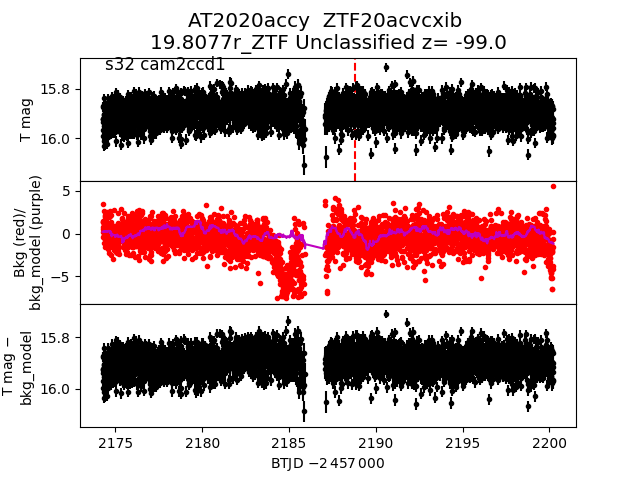 AT2020accy  ZTF20acvcxib
19.8077r_ZTF Unclassified z= -99.0
s32 cam2ccd1
T mag
15.8
16.0
Bkg (red)/
bkg_model (purple)
5
0
−5
T mag −
bkg_model
15.8
16.0
2175
2180
2185
2190
2195
2200
BTJD −2 457 000